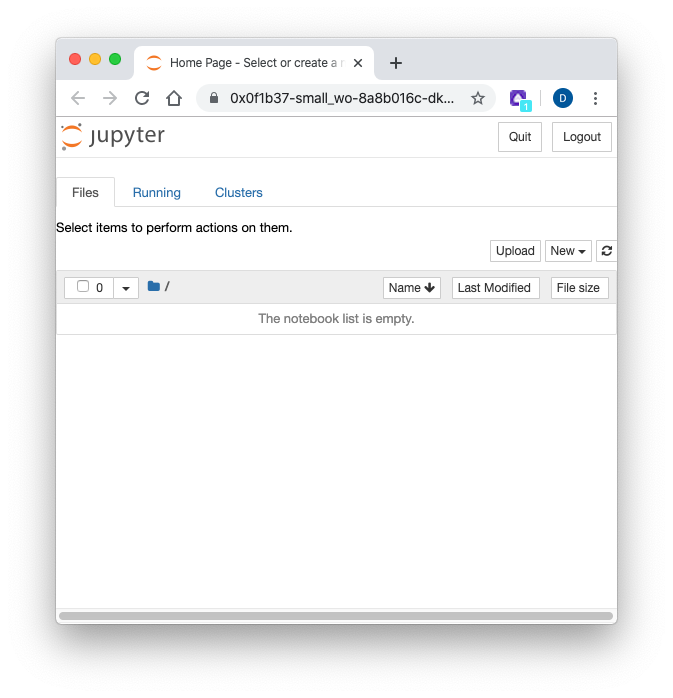 Home Page - Select or create a n
0x0f1b37-small_wo-8a8b016c-dk...
1
D
jupyter
Quit
Logout
Files
Running
Clusters
Select items to perform actions on them.
Upload
New
0
/
Name
Last Modified
File size
The notebook list is empty.